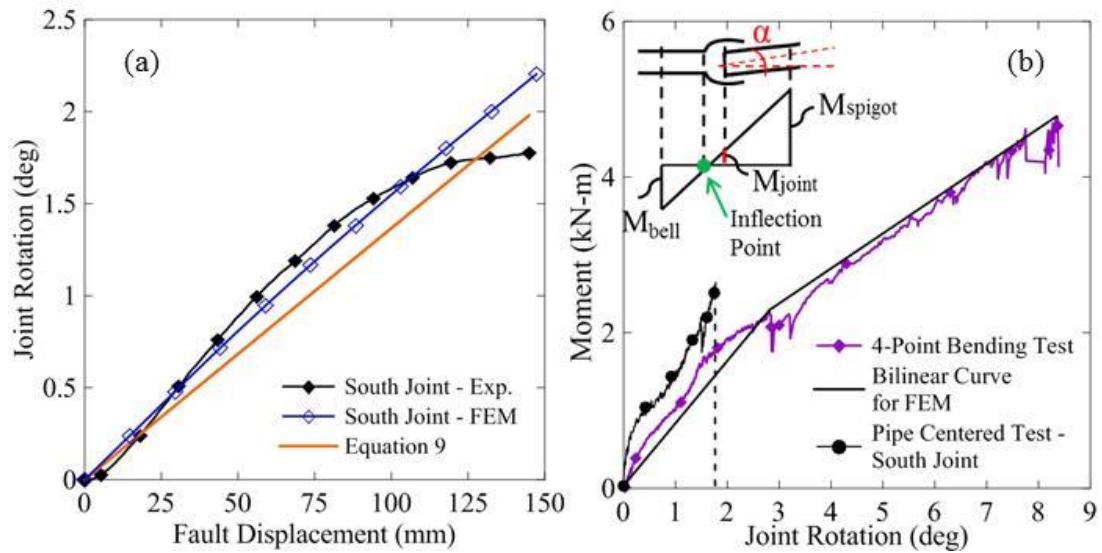 (a)
Joint Rotation (deg)
2.5
2
1.5
1
0.5
0
0 25 50 75 100 125 150
Fault Displacement (mm)
South Joint - Exp.
South Joint - FEM
Equation 9
(b)
Moment (kN-m)
6
4
2
0
0 1 2 3 4 5 6 7 8 9
Joint Rotation (deg)
α
Mspigot
Mjoint
Mbell
Inflection
Point
4-Point Bending Test
Bilinear Curve
for FEM
Pipe Centered Test -
South Joint